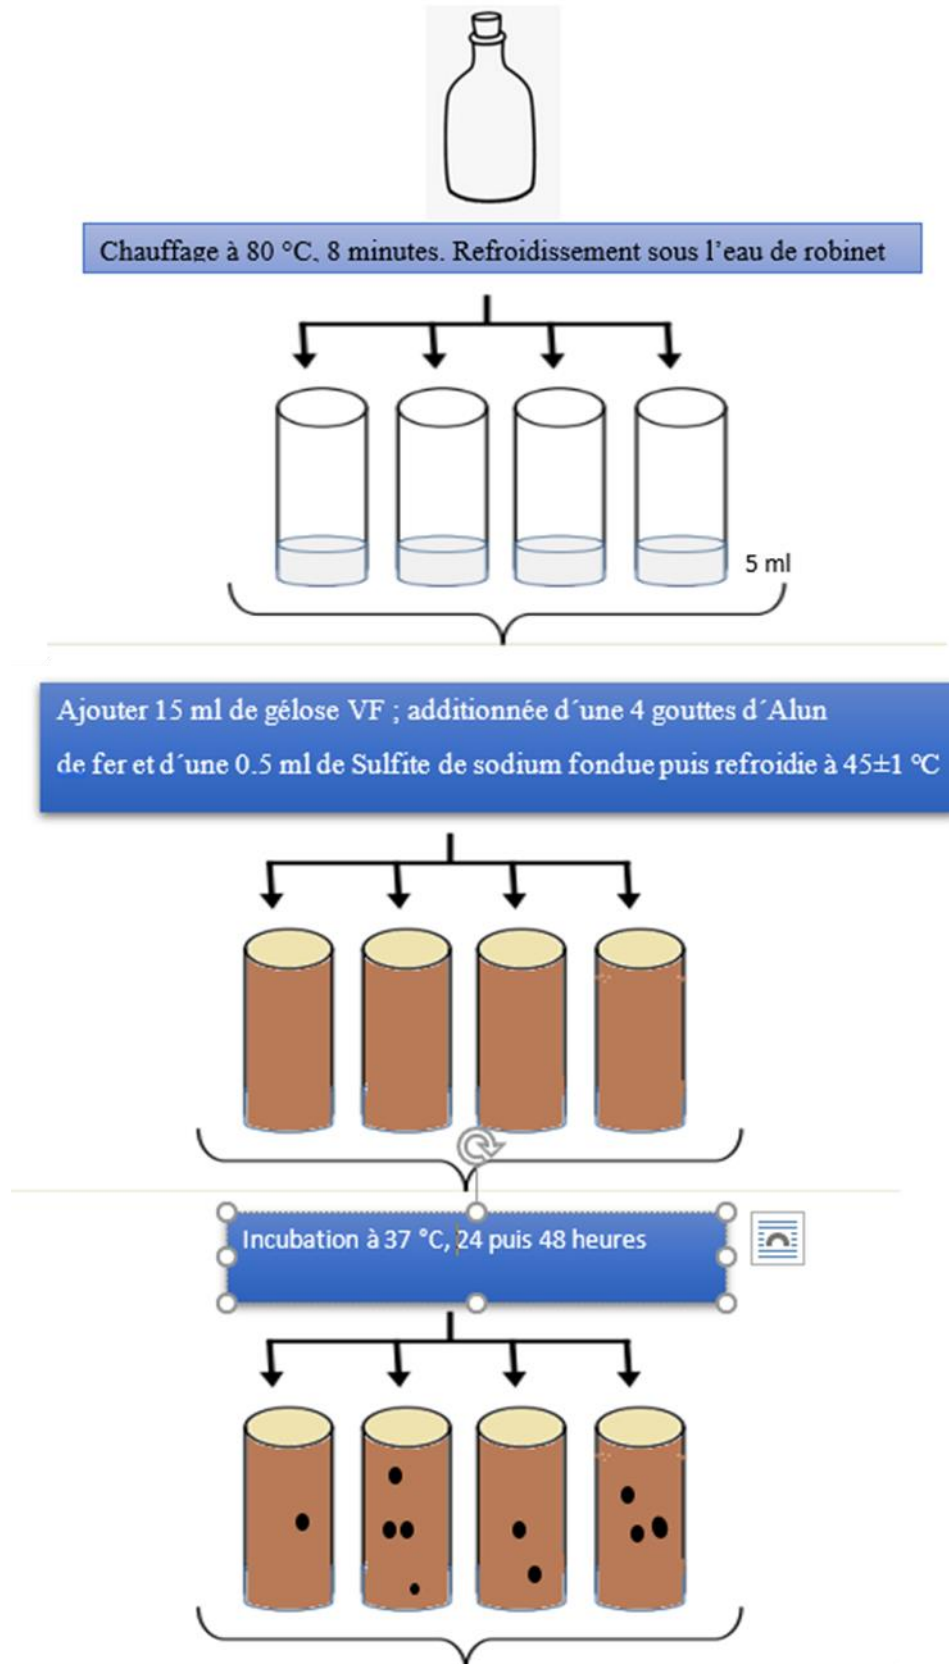 Chauffage à 80 °C, 8 minutes. Refroidissement sous l’eau de robinet
5 ml
Ajouter 15 ml de gélose VF ; additionnée d´une 4 gouttes d´Alun
de fer et d´une 0.5 ml de Sulfite de sodium fondue puis refroidie à 45±1 °C
Incubation à 37 °C, 24 puis 48 heures